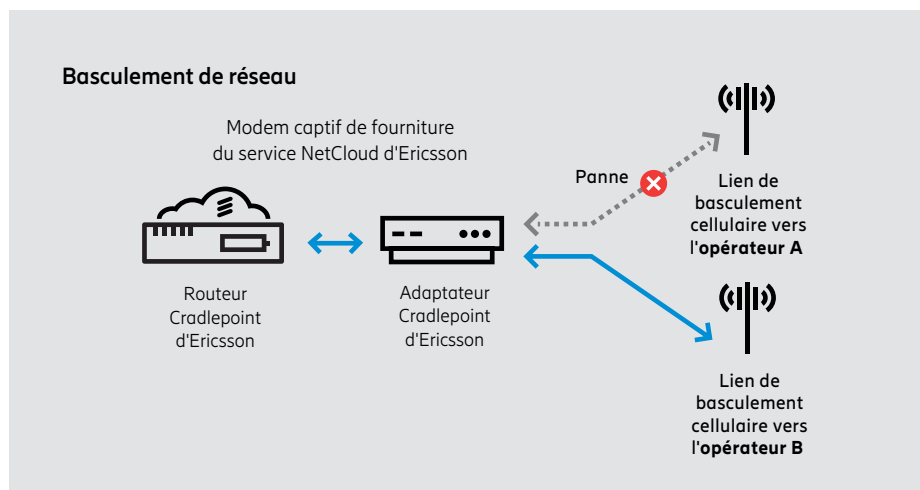 Basculement de réseau
Modem captif de fourniture
du service NetCloud d'Ericsson
Panne
Lien de
basculement
cellulaire vers
l'opérateur A
Routeur
Cradlepoint
d'Ericsson
Adaptateur
Cradlepoint
d'Ericsson
Lien de
basculement
cellulaire vers
l'opérateur B